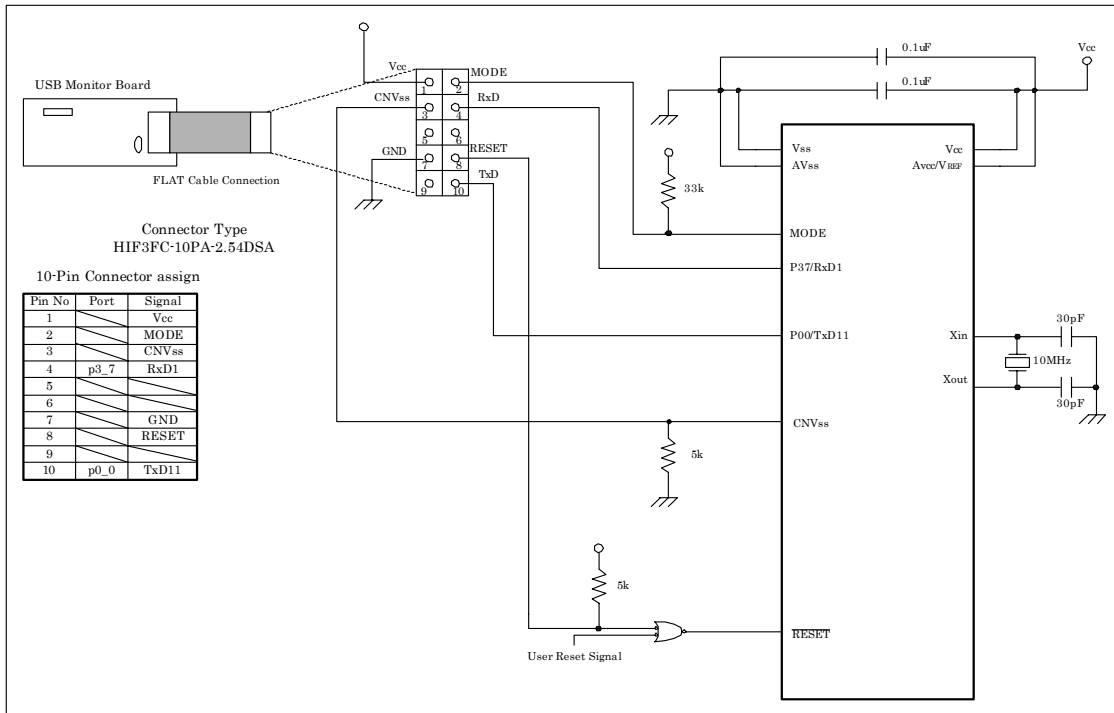 USB Monitor Board
FLAT Cable Connection
Connector Type
HIF3FC-10PA-2.54DSA
10-Pin Connector assign
Pin No Port Signal
1 Vcc
2 MODE
3 CNVss
4 p3_7 RxD1
5
6
7 GND
8 RESET
9
10 p0_0 TxD11
Vcc 1 2 MODE
CNVss 3 4 RxD
5 6
GND 7 8 RESET
9 10 TxD
0.1uF
Vcc
0.1uF
Vss Vcc
AVss Avcc/VREF
33k
MODE
P37/RxD1
P00/TxD11
Xin
30pF
10MHz
Xout
30pF
CNVss
5k
5k
RESET
User Reset Signal